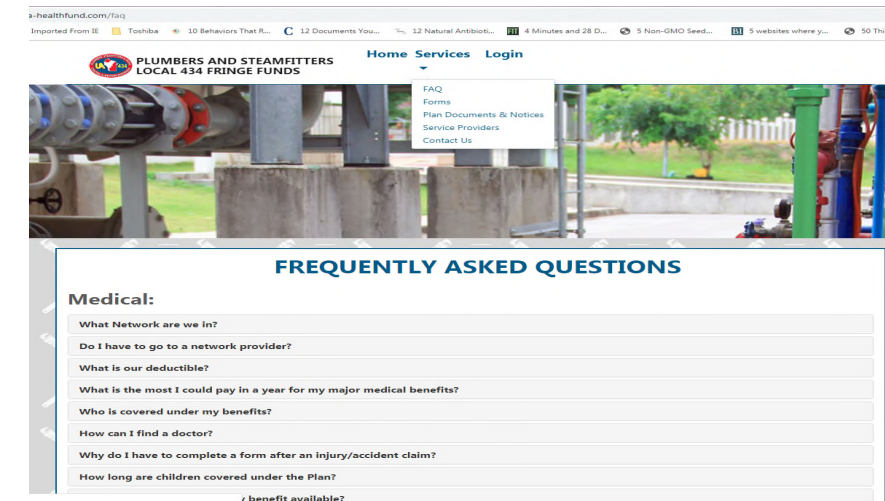 a-healthfund.com/faq
Imported From IE Toshiba 10 Behaviors That R... 12 Documents You... 12 Natural Antibioti... 4 Minutes and 28 D... 5 Non-GMO Seed... 5 websites where y... 50 Thi
PLUMBERS AND STEAMFITTERS
LOCAL 434 FRINGE FUNDS
Home Services Login
FAQ
Forms
Plan Documents & Notices
Service Providers
Contact Us
FREQUENTLY ASKED QUESTIONS
Medical:
What Network are we in?
Do I have to go to a network provider?
What is our deductible?
What is the most I could pay in a year for my major medical benefits?
Who is covered under my benefits?
How can I find a doctor?
Why do I have to complete a form after an injury/accident claim?
How long are children covered under the Plan?
benefit available?